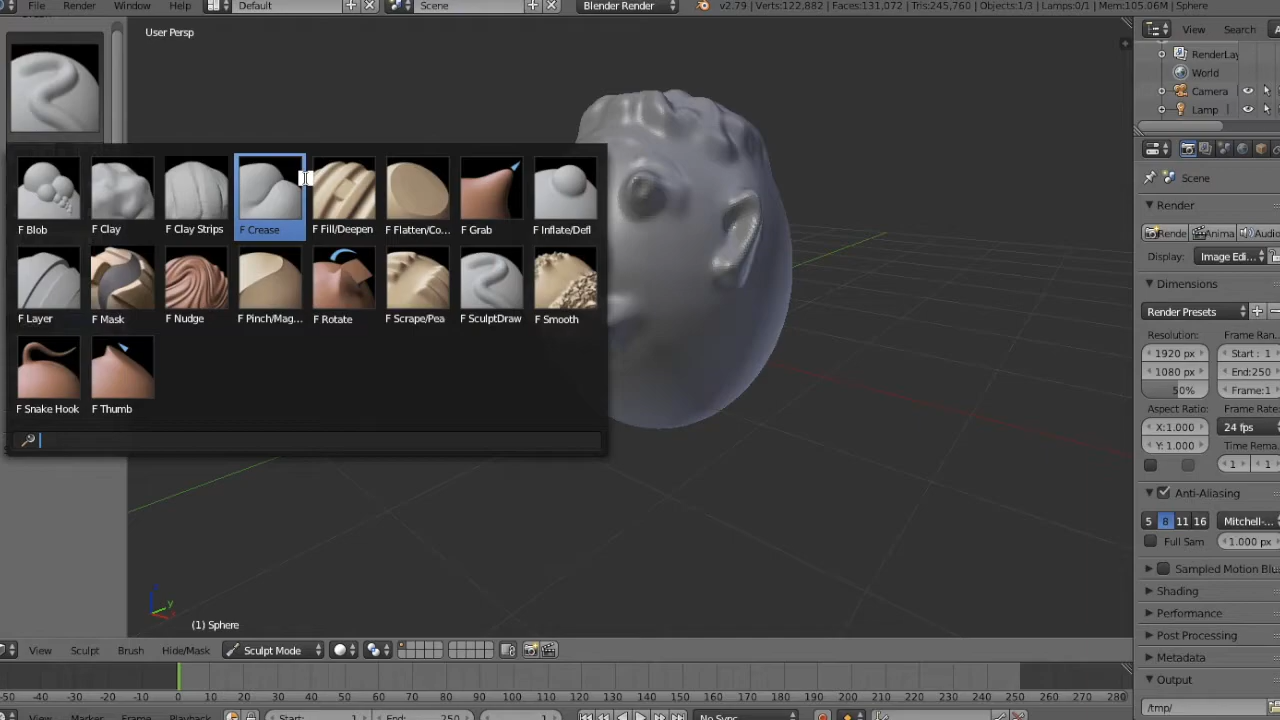 File Render Window Help Default Scene Blender Render v2.79 | Verts:122,882 | Faces:131,072 | Tris:245,760 | Objects:1/3 | Lamps:0/1 | Mem:105.06M | Sphere
User Persp
View Search
RenderLay
World
Camera
Lamp
F Blob F Clay F Clay Strips F Crease F Fill/Deepen F Flatten/Co... F Grab F Inflate/Defl
F Layer F Mask F Nudge F Pinch/Mag... F Rotate F Scrape/Pea F SculptDraw F Smooth
F Snake Hook F Thumb
Scene
Render
Rende Anima Audio
Display: Image Edi...
Dimensions
Render Presets
Resolution: Frame Ran
1920 px Start : 1
1080 px End:250
50% Frame:1
Aspect Ratio: Frame Rate:
X:1.000 24 fps
Y: 1.000 Time Rema
1 1
Anti-Aliasing
5 8 11 16 Mitchell-...
Full Sam 1.000 px
Sampled Motion Blu
Shading
Performance
Post Processing
Metadata
Output
/tmp/
z y x
(1) Sphere
View Sculpt Brush Hide/Mask Sculpt Mode
-50 -40 -30 -20 -10 0 10 20 30 40 50 60 70 80 90 100 110 120 130 140 150 160 170 180 190 200 210 220 230 240 250 260 270 280
View Marker Frame Playback Start: 1 End: 250 1 No Sync